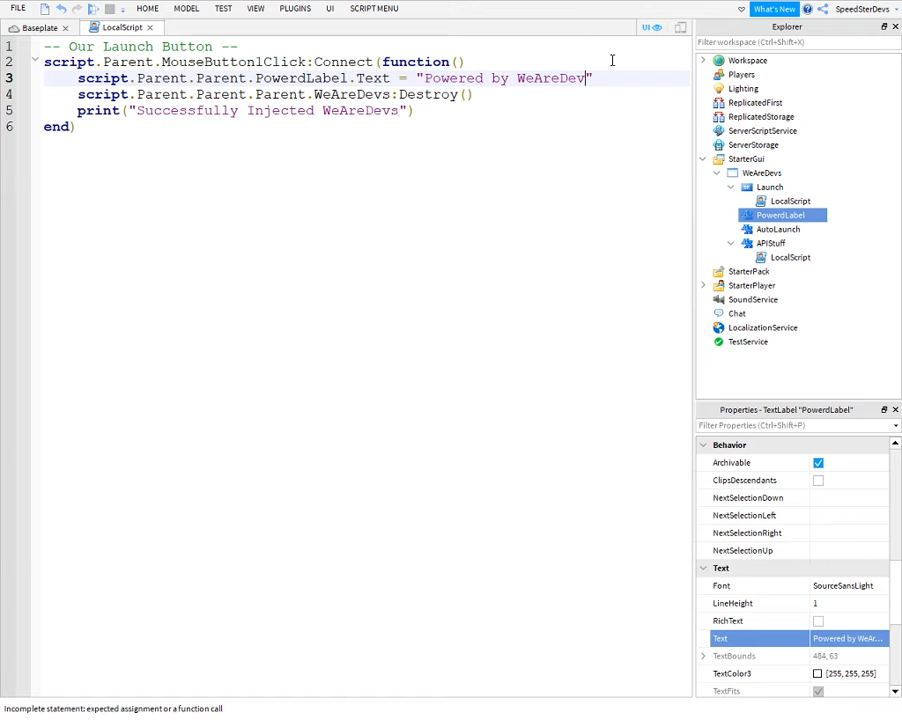 FILE HOME MODEL TEST VIEW PLUGINS UI SCRIPT MENU What's New SpeedSterDevs
Baseplate × LocalScript × UI
1 -- Our Launch Button --
2 script.Parent.MouseButton1Click:Connect(function()
3 script.Parent.Parent.PowerdLabel.Text = "Powered by WeAreDev"
4 script.Parent.Parent.Parent.WeAreDevs:Destroy()
5 print("Successfully Injected WeAreDevs")
6 end)
Explorer
Filter workspace (Ctrl+Shift+X)
Workspace
Players
Lighting
ReplicatedFirst
ReplicatedStorage
ServerScriptService
ServerStorage
StarterGui
WeAreDevs
Launch
LocalScript
PowerdLabel
AutoLaunch
APIStuff
LocalScript
StarterPack
StarterPlayer
SoundService
Chat
LocalizationService
TestService
Properties - TextLabel "PowerdLabel"
Filter Properties (Ctrl+Shift+P)
Behavior
Archivable
ClipsDescendants
NextSelectionDown
NextSelectionLeft
NextSelectionRight
NextSelectionUp
Text
Font SourceSansLight
LineHeight 1
RichText
Text Powered by WeAr...
TextBounds 484, 63
TextColor3 [255, 255, 255]
TextFits
Incomplete statement: expected assignment or a function call